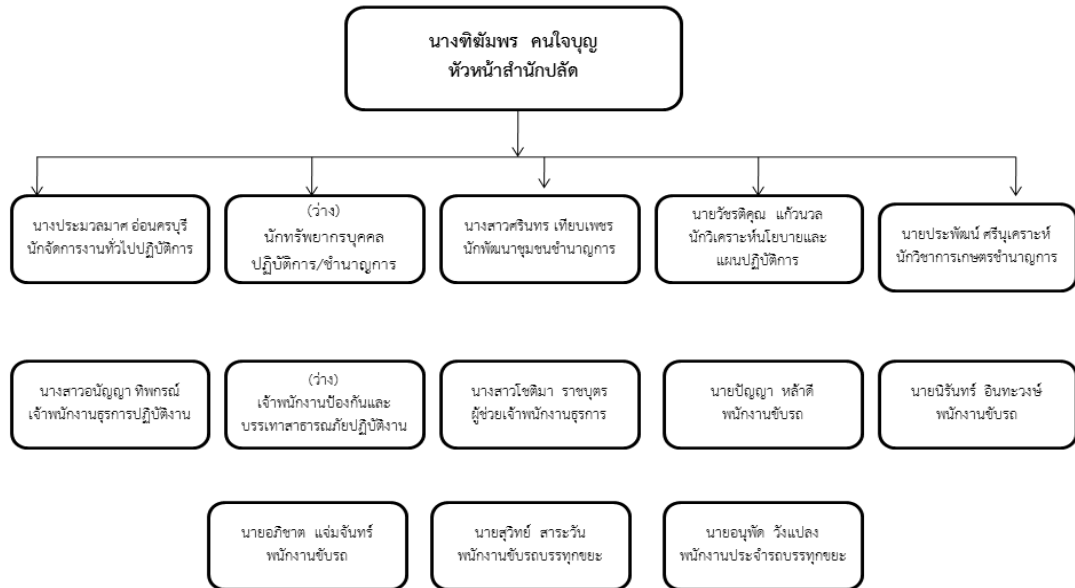 นางฑิฆัมพร คนใจบุญ
หัวหน้าสำนักปลัด
นางประมวลมาศ อ่อนครบุรี
นักจัดการงานทั่วไปปฏิบัติการ
(ว่าง)
นักทรัพยากรบุคคล
ปฏิบัติการ/ชำนาญการ
นางสาวศรินทร เทียบเพชร
นักพัฒนาชุมชนชำนาญการ
นายวัชรติคุณ แก้วนวล
นักวิเคราะห์นโยบายและ
แผนปฏิบัติการ
นายประพัฒน์ ศรีนุเคราะห์
นักวิชาการเกษตรชำนาญการ
นางสาวอนัญญา ทิพกรณ์
เจ้าพนักงานธุรการปฏิบัติงาน
(ว่าง)
เจ้าพนักงานป้องกันและ
บรรเทาสาธารณภัยปฏิบัติงาน
นางสาวโชติมา ราชบุตร
ผู้ช่วยเจ้าพนักงานธุรการ
นายปัญญา หล้าดี
พนักงานขับรถ
นายนิรันทร์ อินทะวงษ์
พนักงานขับรถ
นายอภิชาต แจ่มจันทร์
พนักงานขับรถ
นายสุวิทย์ สาระวัน
พนักงานขับรถบรรทุกขยะ
นายอนุพัด วังแปลง
พนักงานประจำรถบรรทุกขยะ